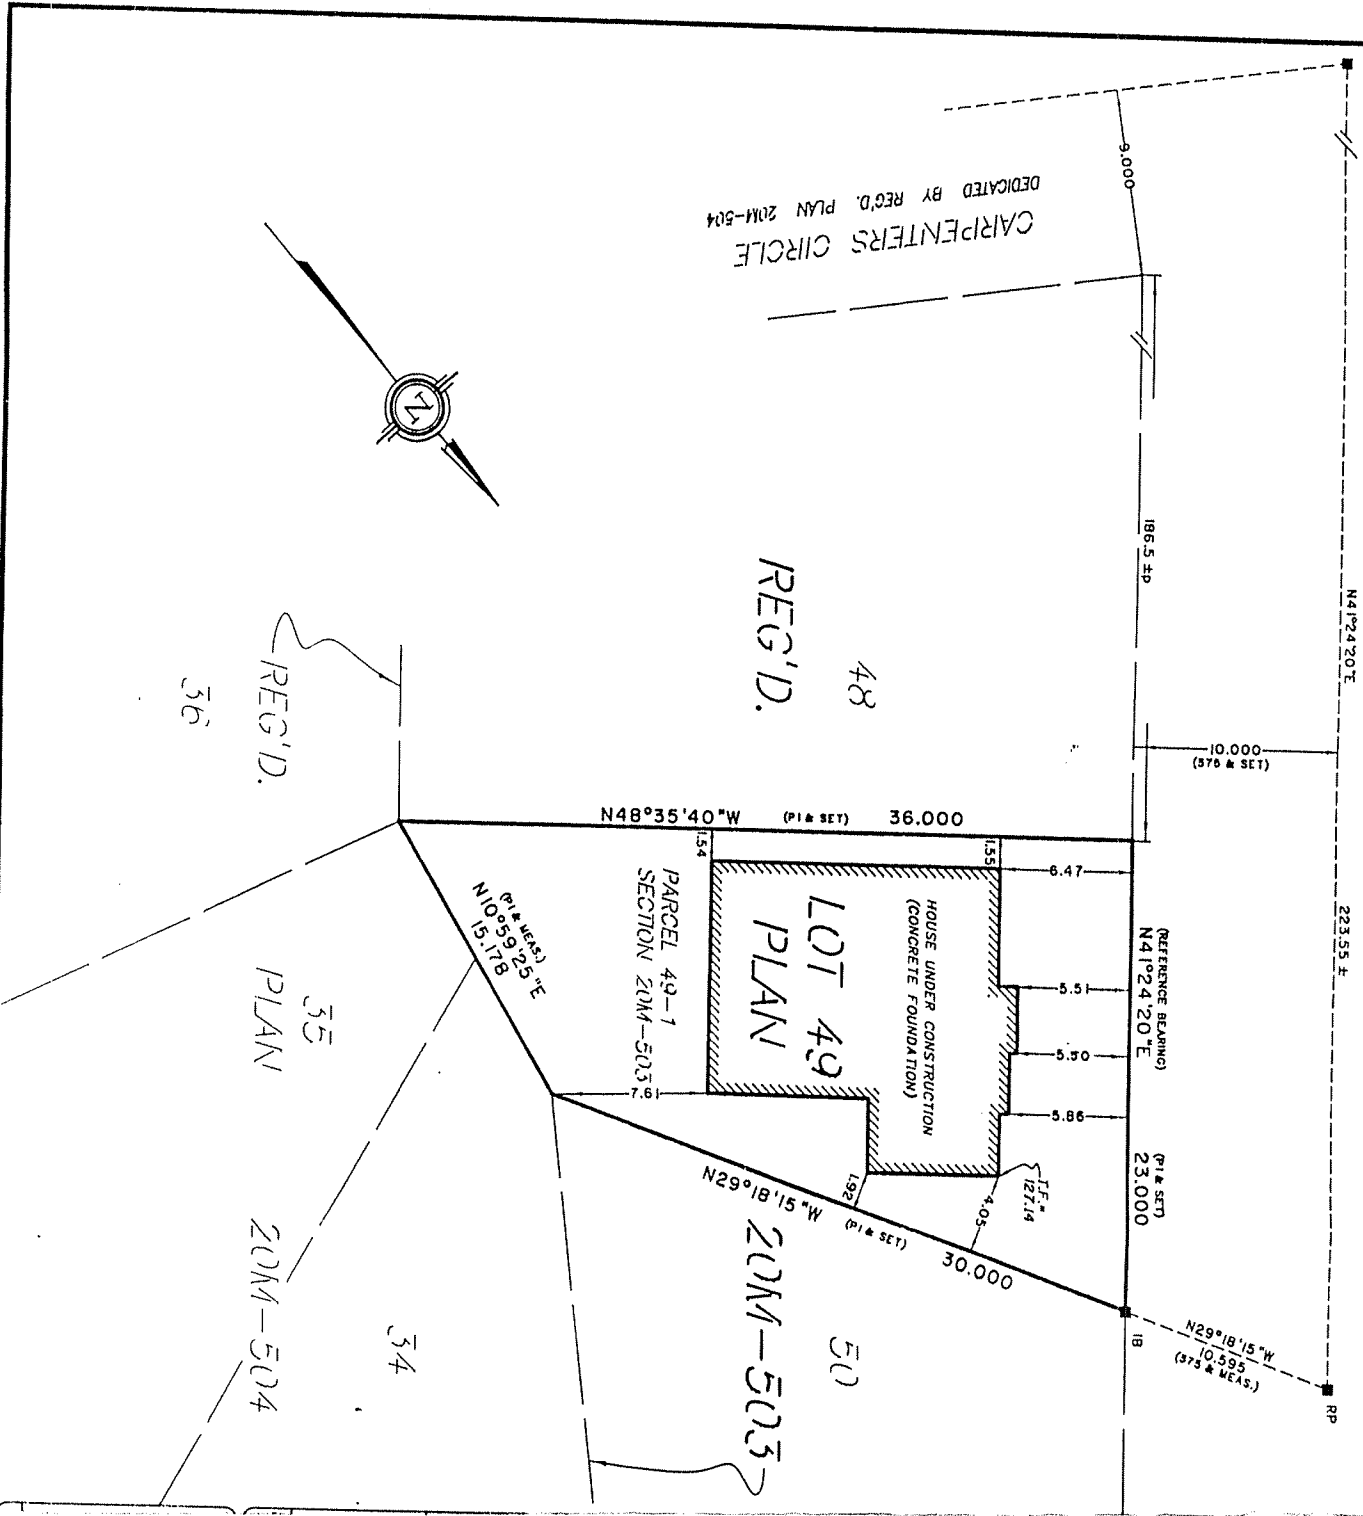 N41°24'20"E
223.55 ±
9.000
CARPENTERS CIRCLE
DEDICATED BY REG'D. PLAN 20M-504
N
186.5 ±p
10.000
(575 & SET)
48
REG'D.
REG'D.
36
N48°35'40"W (PI & SET) 36.000
1.54
1.55
6.47
5.51
5.50
5.86
(REFERENCE BEARING)
N41°24'20"E
(PI & SET)
23.000
HOUSE UNDER CONSTRUCTION
(CONCRETE FOUNDATION)
LOT 49
PLAN
PARCEL 49-1
SECTION 20M-503
(PI & MEAS.)
N10°59'25"E
15.178
7.61
1.92
4.05
T.F.=
127.14
N29°18'15"W (PI & SET) 30.000
35
PLAN
20M-504
34
50
20M-503
IB
N29°18'15"W
10.595
(575 & MEAS.)
RP